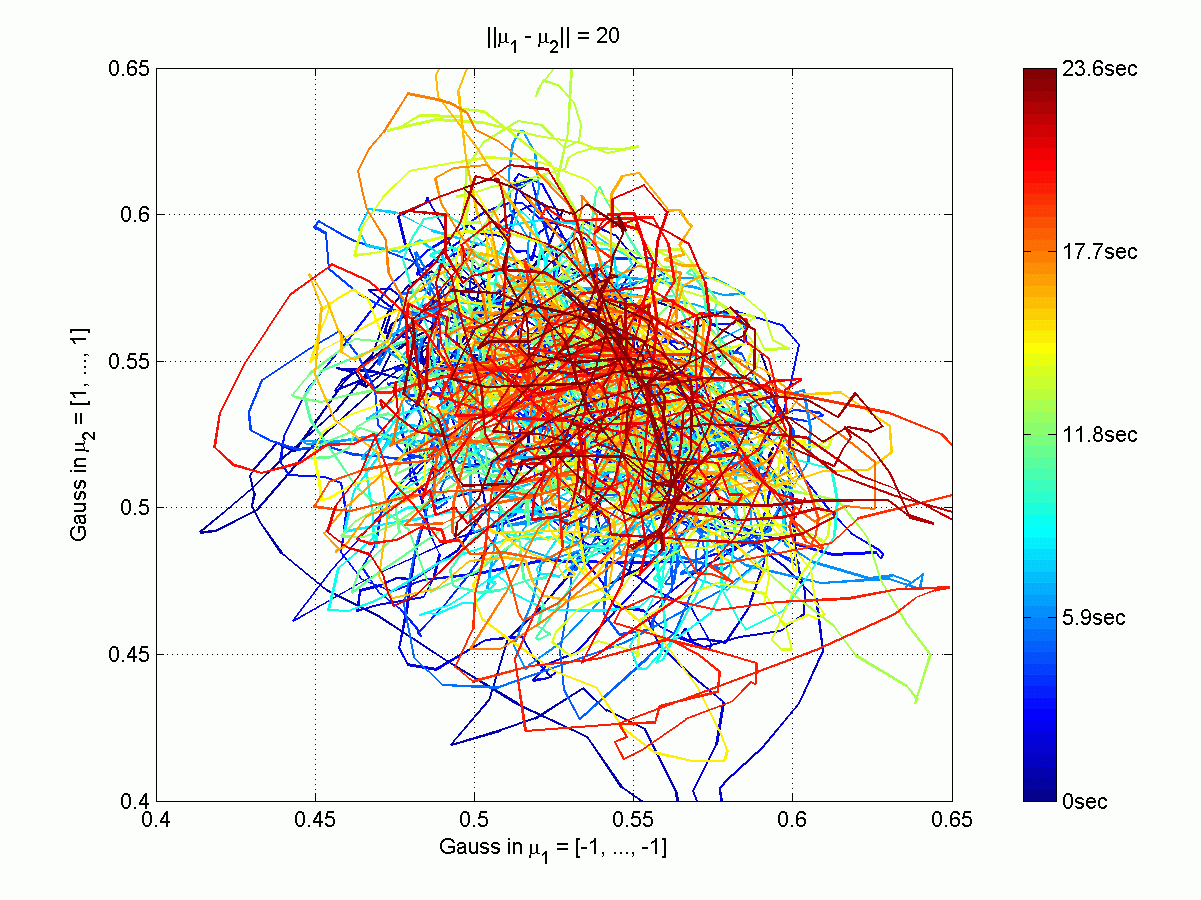 ||μ1 - μ2|| = 20
0.65
0.6
0.55
0.5
0.45
0.4
Gauss in μ2 = [1, ..., 1]
0.4 0.45 0.5 0.55 0.6 0.65
Gauss in μ1 = [-1, ..., -1]
23.6sec
17.7sec
11.8sec
5.9sec
0sec